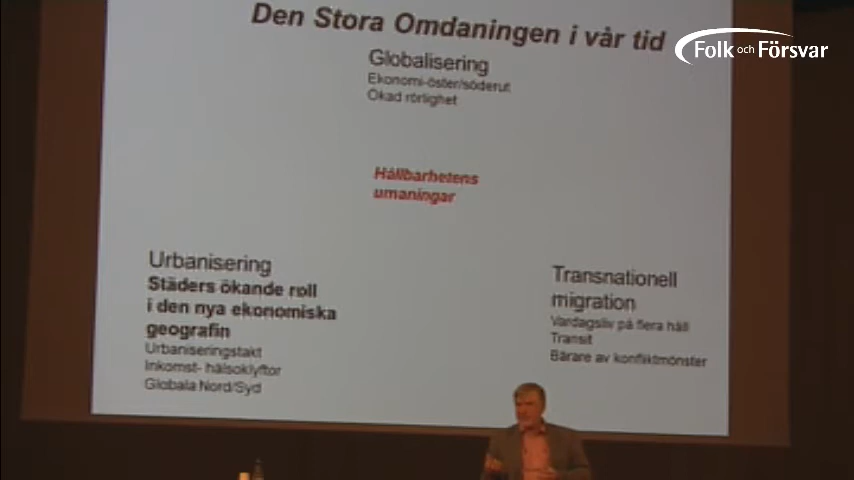 Den Stora Omdaningen i vår tid
Folk och Försvar
Globalisering
Ekonomi-öster/söderut
Ökad rörlighet
Hållbarhetens
umaningar
Urbanisering
Städers ökande roll
i den nya ekonomiska
geografin
Urbaniseringstakt
Inkomst- hälsoklyftor
Globala Nord/Syd
Transnationell
migration
Vardagsliv på flera håll
Transit
Bärare av konfliktmönster